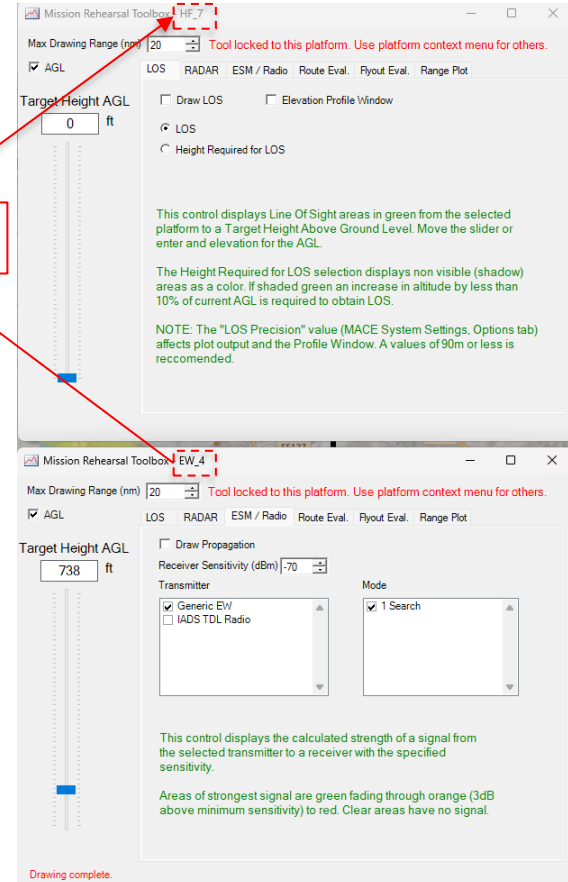 Mission Rehearsal Toolbox - HF_7
Max Drawing Range (nm) 20 Tool locked to this platform. Use platform context menu for others.
AGL
LOS RADAR ESM / Radio Route Eval. Flyout Eval. Range Plot
Target Height AGL
0 ft
Draw LOS Elevation Profile Window
LOS
Height Required for LOS
This control displays Line Of Sight areas in green from the selected
platform to a Target Height Above Ground Level. Move the slider or
enter and elevation for the AGL.
The Height Required for LOS selection displays non visible (shadow)
areas as a color. If shaded green an increase in altitude by less than
10% of current AGL is required to obtain LOS.
NOTE: The "LOS Precision" value (MACE System Settings, Options tab)
affects plot output and the Profile Window. A values of 90m or less is
reccomended.
Mission Rehearsal Toolbox - EW_4
Max Drawing Range (nm) 20 Tool locked to this platform. Use platform context menu for others.
AGL
LOS RADAR ESM / Radio Route Eval. Flyout Eval. Range Plot
Target Height AGL
738 ft
Draw Propagation
Receiver Sensitivity (dBm) -70
Transmitter Mode
Generic EW 1 Search
IADS TDL Radio
This control displays the calculated strength of a signal from
the selected transmitter to a receiver with the specified
sensitivity.
Areas of strongest signal are green fading through orange (3dB
above minimum sensitivity) to red. Clear areas have no signal.
Drawing complete.